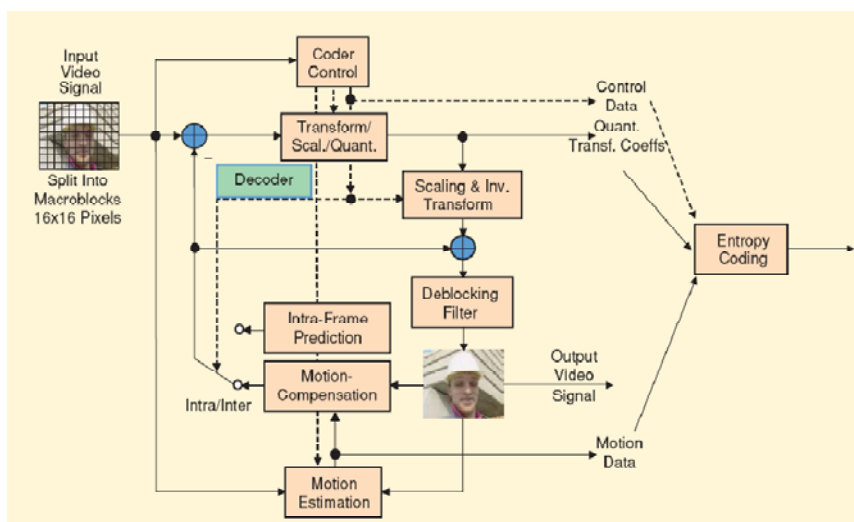 Input
Video
Signal
Split Into
Macroblocks
16x16 Pixels
Coder
Control
Transform/
Scal./Quant.
Decoder
Scaling & Inv.
Transform
Deblocking
Filter
Intra-Frame
Prediction
Motion-
Compensation
Intra/Inter
Motion
Estimation
Control
Data
Quant.
Transf. Coeffs
Entropy
Coding
Output
Video
Signal
Motion
Data